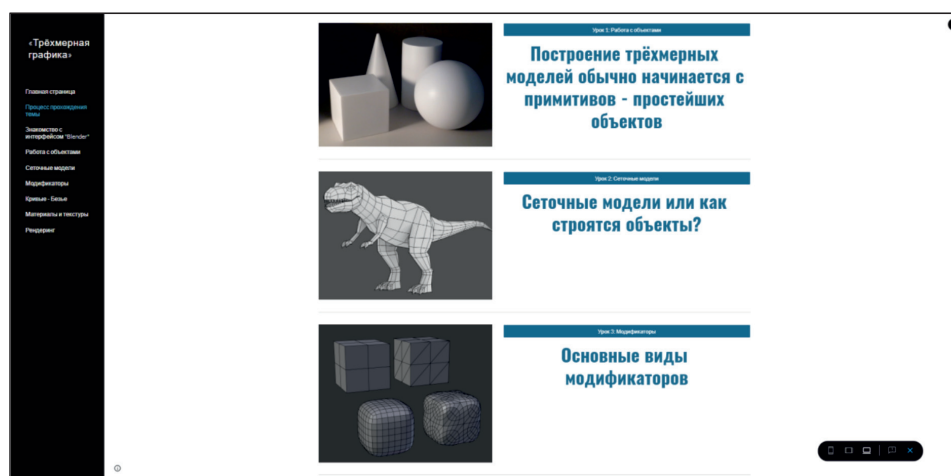 «Трёхмерная
графика»
Главная страница
Процесс прохождения
темы
Знакомство с
интерфейсом "Blender"
Работа с объектами
Сеточные модели
Модификаторы
Кривые - Безье
Материалы и текстуры
Рендеринг
Урок 1: Работа с объектами
Построение трёхмерных
моделей обычно начинается с
примитивов - простейших
объектов
Урок 2: Сеточные модели
Сеточные модели или как
строятся объекты?
Урок 3: Модификаторы
Основные виды
модификаторов